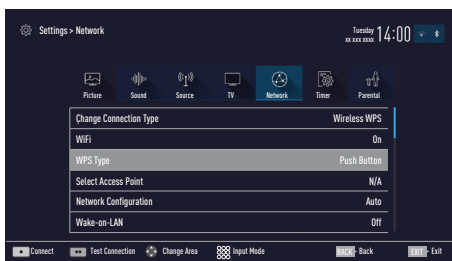 Settings > Network
Tuesday
xx xxx xxxx
14:00
Picture Sound Source TV Network Timer Parental
Change Connection Type Wireless WPS
WiFi On
WPS Type Push Button
Select Access Point N/A
Network Configuration Auto
Wake-on-LAN Off
Connect Test Connection Change Area Input Mode BACK - Back EXIT - Exit